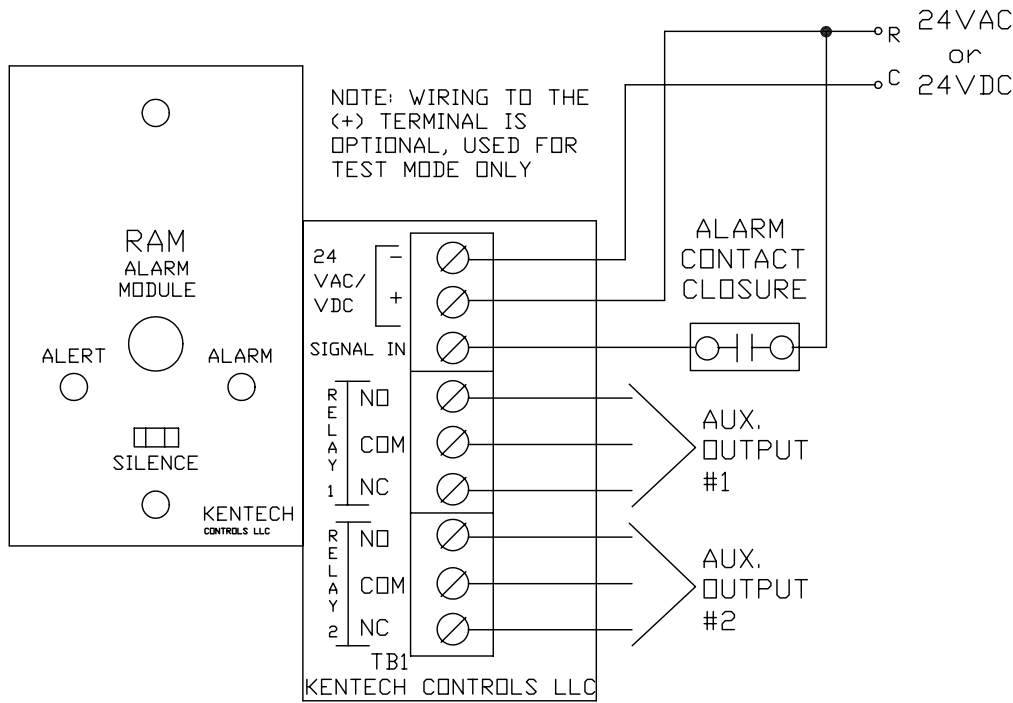 24VAC
or
24VDC
R
C
NOTE: WIRING TO THE
(+) TERMINAL IS
OPTIONAL, USED FOR
TEST MODE ONLY
RAM
ALARM
MODULE
ALERT
ALARM
SILENCE
KENTECH
CONTROLS LLC
24
VAC/
VDC
-
+
SIGNAL IN
RELAY 1
NO
COM
NC
RELAY 2
NO
COM
NC
TB1
KENTECH CONTROLS LLC
ALARM
CONTACT
CLOSURE
AUX.
OUTPUT
#1
AUX.
OUTPUT
#2